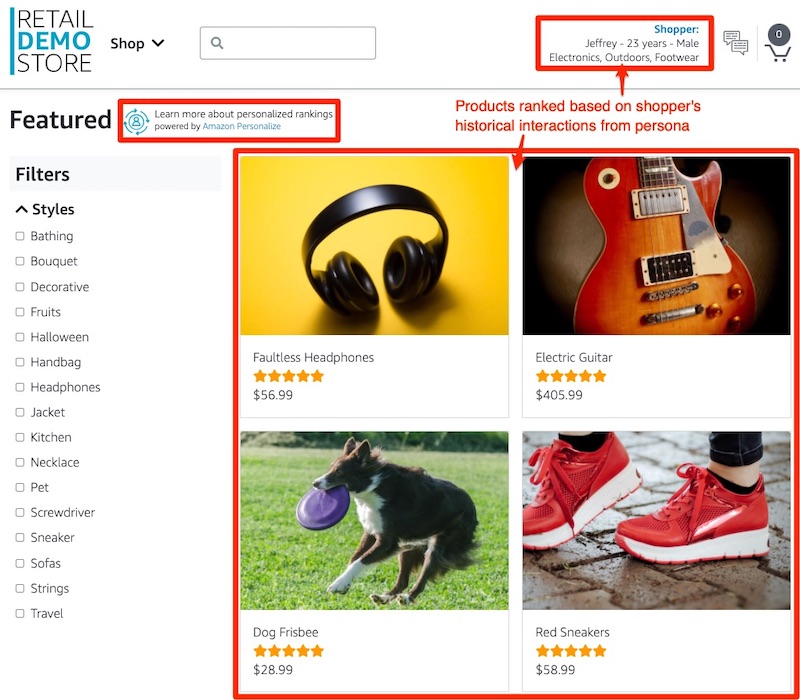 RETAIL
DEMO
STORE
Shop
Shopper:
Jeffrey - 23 years - Male
Electronics, Outdoors, Footwear
0
Products ranked based on shopper's
historical interactions from persona
Featured
Learn more about personalized rankings
powered by Amazon Personalize
Filters
Styles
Bathing
Bouquet
Decorative
Fruits
Halloween
Handbag
Headphones
Jacket
Kitchen
Necklace
Pet
Screwdriver
Sneaker
Sofas
Strings
Travel
Faultless Headphones
$56.99
Electric Guitar
$405.99
Dog Frisbee
$28.99
Red Sneakers
$58.99